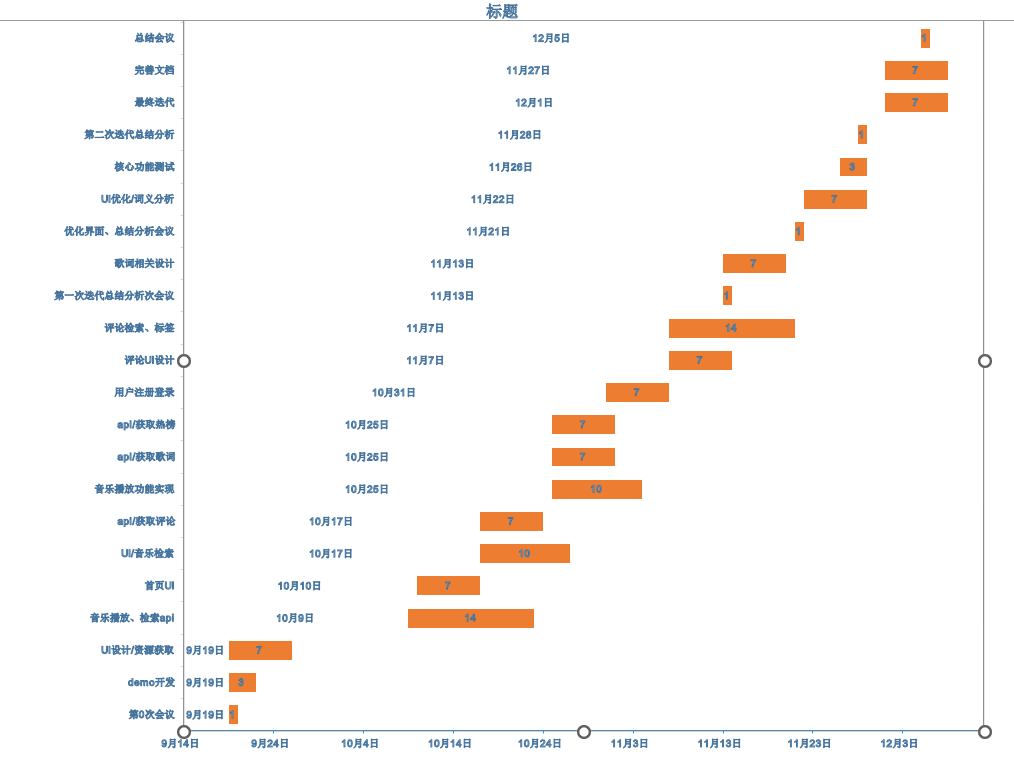 标题
总结会议 12月5日 1
完善文档 11月27日 7
最终迭代 12月1日 7
第二次迭代总结分析 11月28日 1
核心功能测试 11月26日 3
UI优化/词义分析 11月22日 7
优化界面、总结分析会议 11月21日 1
歌词相关设计 11月13日 7
第一次迭代总结分析次会议 11月13日 1
评论检索、标签 11月7日 14
评论UI设计 11月7日 7
用户注册登录 10月31日 7
api/获取热榜 10月25日 7
api/获取歌词 10月25日 7
音乐播放功能实现 10月25日 10
api/获取评论 10月17日 7
UI/音乐检索 10月17日 10
首页UI 10月10日 7
音乐播放、检索api 10月9日 14
UI设计/资源获取 9月19日 7
demo开发 9月19日 3
第0次会议 9月19日 1
9月14日 9月24日 10月4日 10月14日 10月24日 11月3日 11月13日 11月23日 12月3日